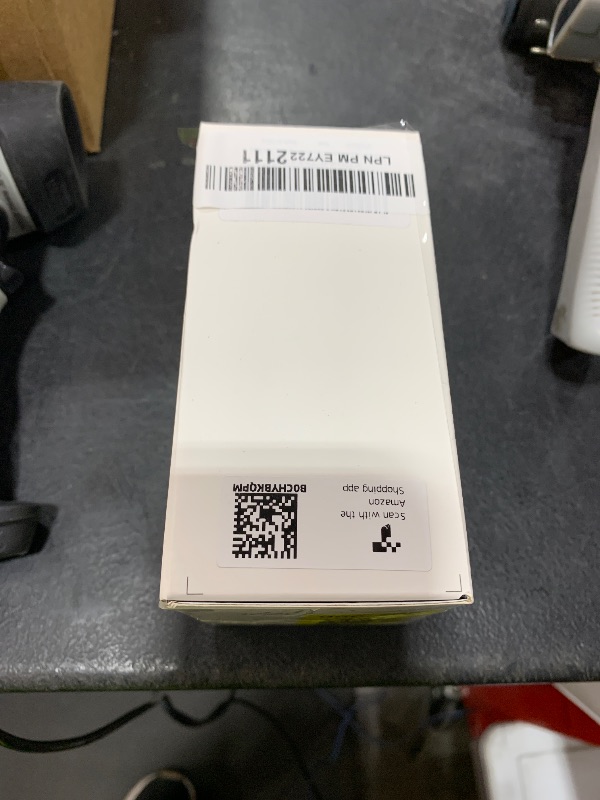 LPN PM EY7222111
Scan with the
Amazon
Shopping app
B0CHYBKQPM